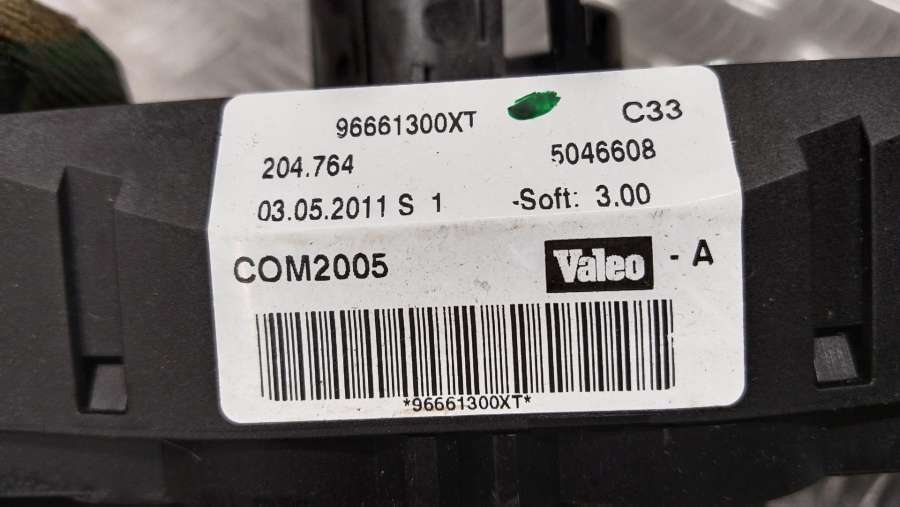 96661300XT C33
204.764 5046608
03.05.2011 S 1 -Soft: 3.00
COM2005 Valeo - A
*96661300XT*